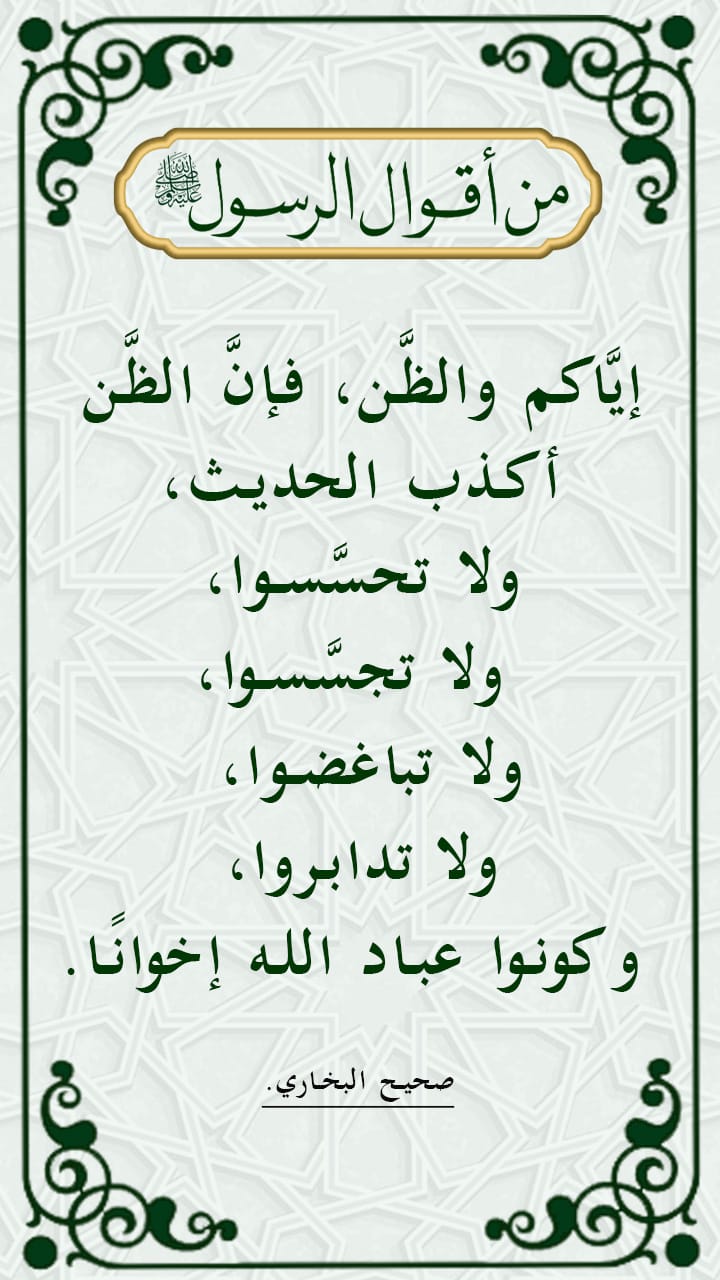 من أقوال الرسول ﷺ
إيَّاكم والظَّن، فإنَّ الظَّن
أكذب الحديث،
ولا تحسَّسوا،
ولا تجسَّسوا،
ولا تباغضوا،
ولا تدابروا،
وكونوا عباد الله إخوانًا.
صحيح البخاري.